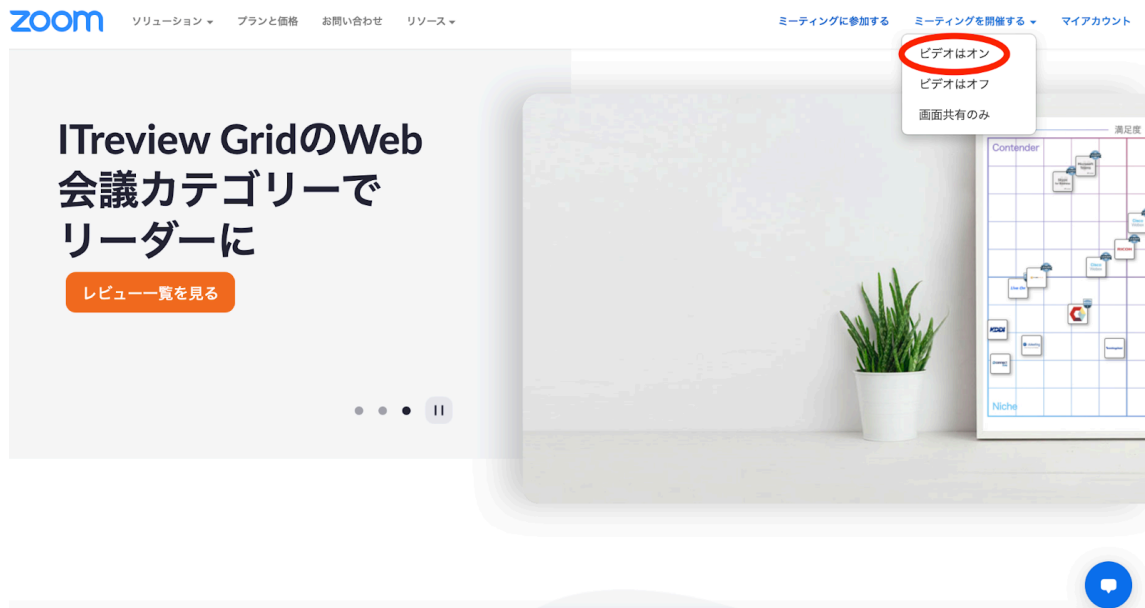 zoom
ソリューション
プランと価格
お問い合わせ
リソース
ミーティングに参加する
ミーティングを開催する
マイアカウント
ビデオはオン
ビデオはオフ
画面共有のみ
ITreview GridのWeb
会議カテゴリーで
リーダーに
レビュー一覧を見る
満足度
Contender
KDDI
Niche